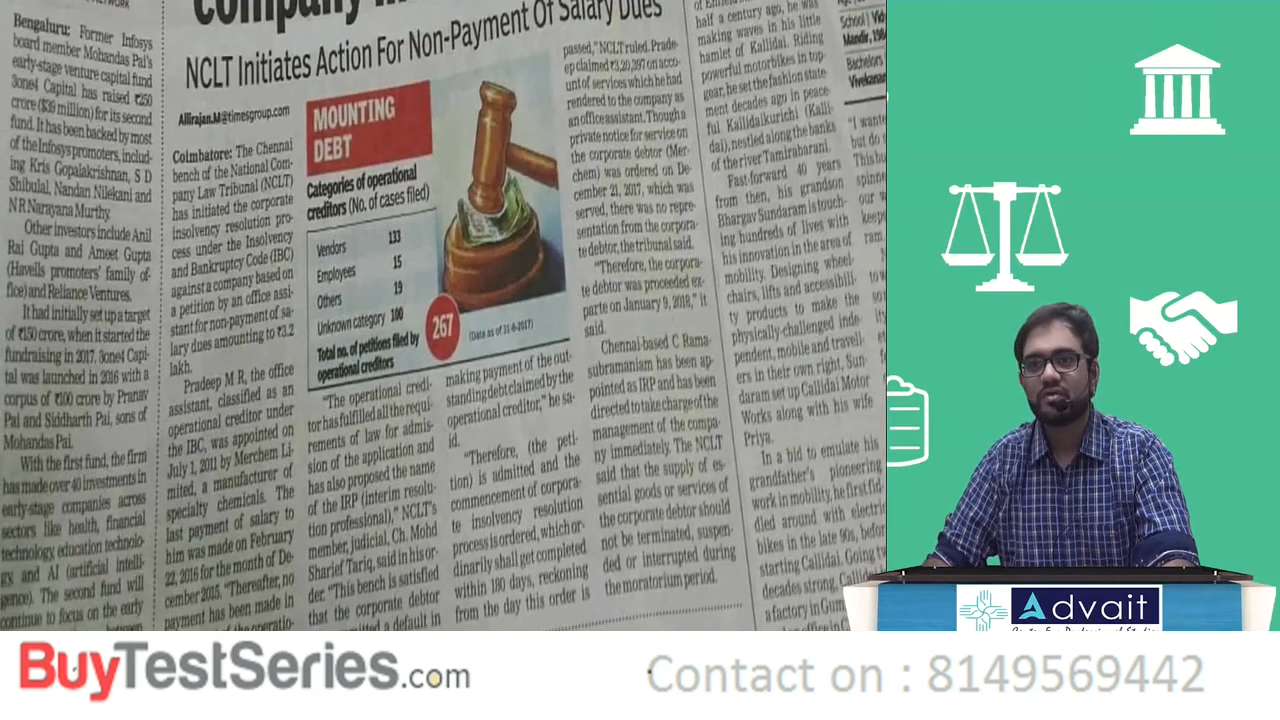 Bengaluru: Former Infosys
board member Mohandas Pai's
early-stage venture capital fund
3one4 Capital has raised ₹250
crore ($39 million) for its second
fund. It has been backed by most
of the Infosys promoters, includ-
ing Kris Gopalakrishnan, S D
Shibulal, Nandan Nilekani and
N R Narayana Murthy.
Other investors include Anil
Rai Gupta and Ameet Gupta
(Havells promoters' family of-
fice) and Reliance Ventures.
It had initially set up a target
of ₹150 crore, when it started the
fundraising in 2017. 3one4 Capi-
tal was launched in 2016 with a
corpus of ₹100 crore by Pranav
Pai and Siddharth Pai, sons of
Mohandas Pai.
With the first fund, the firm
has made over 40 investments in
early-stage companies across
sectors like health, financial
technology, education technolo-
gy and AI (artificial intelli-
gence). The second fund will
continue to focus on the early
Company
NCLT Initiates Action For Non-Payment Of Salary Dues
Allirajan.M@timesgroup.com
Coimbatore: The Chennai
bench of the National Com-
pany Law Tribunal (NCLT)
has initiated the corporate
insolvency resolution pro-
cess under the Insolvency
and Bankruptcy Code (IBC)
against a company based on
a petition by an office assi-
stant for non-payment of sa-
lary dues amounting to ₹3.2
lakh.
Pradeep M R, the office
assistant, classified as an
operational creditor under
the IBC, was appointed on
July 1, 2011 by Merchem Li-
mited, a manufacturer of
specialty chemicals. The
last payment of salary to
him was made on February
22, 2016 for the month of De-
cember 2015. "Thereafter, no
payment has been made in
MOUNTING
DEBT
Categories of operational
creditors (No. of cases filed)
Vendors 133
Employees 15
Others 19
Unknown category 100
Total no. of petitions filed by
operational creditors
267
(Data as of 31-8-2017)
"The operational credi-
tor has fulfilled all the requi-
rements of law for admis-
sion of the application and
has also proposed the name
of the IRP (interim resolu-
tion professional)," NCLT's
member, judicial, Ch. Mohd
Sharief Tariq, said in his or-
der. "This bench is satisfied
that the corporate debtor
a default in
making payment of the out-
standing debt claimed by the
operational creditor," he sa-
id.
"Therefore, (the peti-
tion) is admitted and the
commencement of corpora-
te insolvency resolution
process is ordered, which or-
dinarily shall get completed
within 180 days, reckoning
from the day this order is
passed," NCLT ruled. Prade-
ep claimed ₹3,20,397 on acco-
unt of services which he had
rendered to the company as
an office assistant. Though a
private notice for service on
the corporate debtor (Mer-
chem) was ordered on De-
cember 21, 2017, which was
served, there was no repre-
sentation from the corpora-
te debtor, the tribunal said.
"Therefore, the corpora-
te debtor was proceeded ex-
parte on January 9, 2018," it
said.
Chennai-based C Rama-
subramaniam has been ap-
pointed as IRP and has been
directed to take charge of the
management of the compa-
ny immediately. The NCLT
said that the supply of es-
sential goods or services of
the corporate debtor should
not be terminated, suspen-
ded or interrupted during
the moratorium period.
half a century ago, he was
making waves in his little
hamlet of Kallidai. Riding
powerful motorbikes in top-
gear, he set the fashion state-
ment decades ago in peace-
ful Kallidaikurichi (Kalli-
dai), nestled along the banks
of the river Tamirabarani.
Fast-forward 40 years
from then, his grandson
Bhargav Sundaram is touch-
ing hundreds of lives with
his innovation in the area of
mobility. Designing wheel-
chairs, lifts and accessibili-
ty products to make the
physically-challenged inde-
pendent, mobile and travell-
ers in their own right, Sun-
daram set up Callidai Motor
Works along with his wife
Priya.
In a bid to emulate his
grandfather's pioneering
work in mobility, he first fid-
dled around with electric
bikes in the late 90s, before
starting Callidai. Going
decades strong,
a factory in
School
Mandir,
Bachelors
Advait
BuyTestSeries.com
Contact on : 8149569442